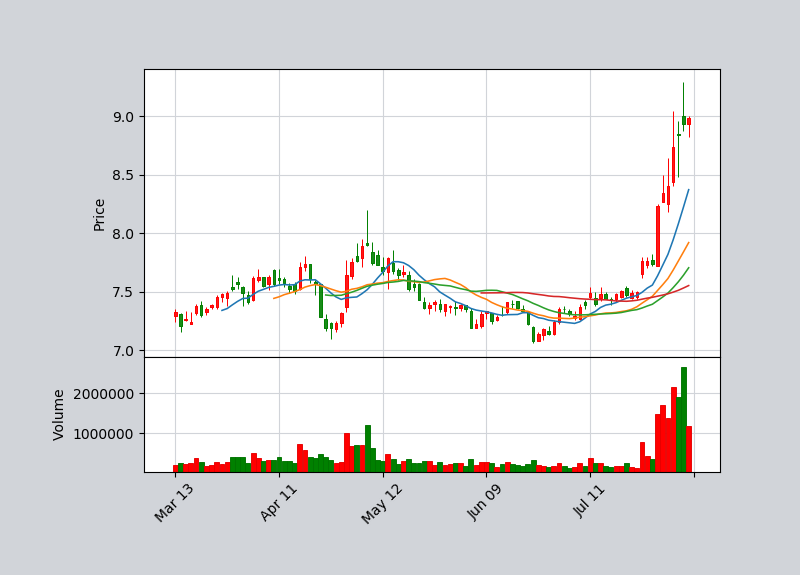 Price
9.0
8.5
8.0
7.5
7.0
Volume
2000000
1000000
Mar 13
Apr 11
May 12
Jun 09
Jul 11